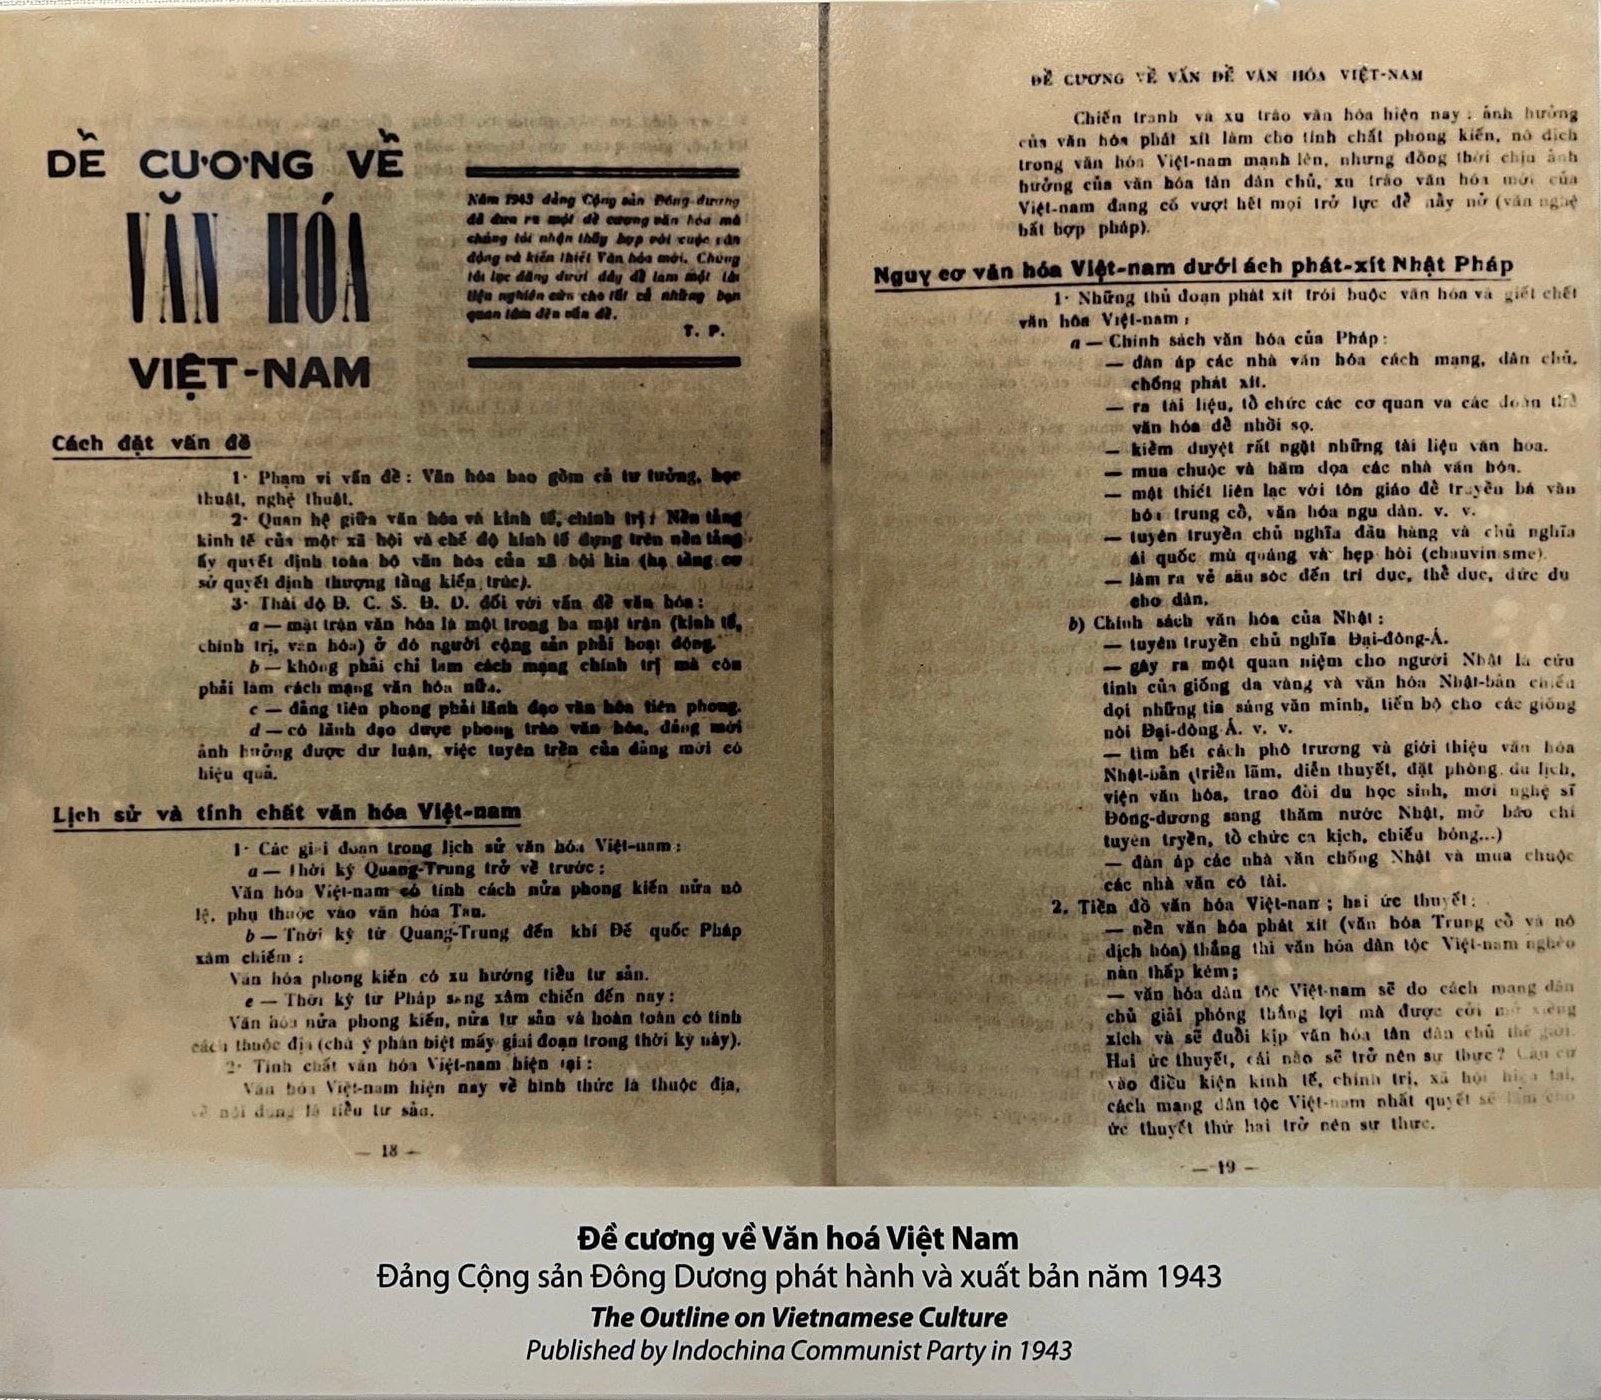 ĐỀ CƯƠNG VỀ
VĂN HÓA
VIỆT-NAM
Năm 1943 đảng Cộng sản Đông-dương
đã đưa ra một đề cương văn hóa mà
chúng tôi nhận thấy hợp với cuộc vận
động và kiến thiết Văn hóa mới. Chúng
tôi lục đăng dưới đây để làm một tài
liệu nghiên cứu cho tất cả những bạn
quan tâm đến vấn đề.
T. P.
Cách đặt vấn đề
1- Phạm vi vấn đề : Văn hóa bao gồm cả tư tưởng, học
thuật, nghệ thuật.
2- Quan hệ giữa văn hóa và kinh tế, chính trị : Nền tảng
kinh tế của một xã hội và chế độ kinh tế dựng trên nền tảng
ấy quyết định toàn bộ văn hóa của xã hội kia (hạ tầng cơ
sở quyết định thượng tầng kiến trúc).
3- Thái độ Đ. C. S. Đ. D. đối với vấn đề văn hóa :
a — mặt trận văn hóa là một trong ba mặt trận (kinh tế,
chính trị, văn hóa) ở đó người cộng sản phải hoạt động.
b — không phải chỉ làm cách mạng chính trị mà còn
phải làm cách mạng văn hóa nữa.
c — đảng tiên phong phải lãnh đạo văn hóa tiên phong.
d — có lãnh đạo được phong trào văn hóa, đảng mới
ảnh hưởng được dư luận, việc tuyên trền của đảng mới có
hiệu quả.
Lịch sử và tính chất văn hóa Việt-nam
1- Các giai đoạn trong lịch sử văn hóa Việt-nam :
a — Thời kỳ Quang-Trung trở về trước :
Văn hóa Việt-nam có tính cách nửa phong kiến nửa nô
lệ, phụ thuộc vào văn hóa Tàu.
b — Thời kỳ từ Quang-Trung đến khi Đế quốc Pháp
xâm chiếm :
Văn hóa phong kiến có xu hướng tiểu tư sản.
c — Thời kỳ từ Pháp sang xâm chiến đến nay :
Văn hóa nửa phong kiến, nửa tư sản và hoàn toàn có tính
cách thuộc địa (chú ý phân biệt mấy giai đoạn trong thời kỳ này).
2- Tính chất văn hóa Việt-nam hiện tại :
Văn hóa Việt-nam hiện nay về hình thức là thuộc địa,
về nội dung là tiểu tư sản.
— 18 —
ĐỀ CƯƠNG VỀ VẤN ĐỀ VĂN HÓA VIỆT-NAM
Chiến tranh và xu trào văn hóa hiện nay : ảnh hưởng
của văn hóa phát xít làm cho tính chất phong kiến, nô dịch
trong văn hóa Việt-nam mạnh lên, nhưng đồng thời chịu ảnh
hưởng của văn hóa tân dân chủ, xu trào văn hóa mới của
Việt-nam đang cố vượt hết mọi trở lực để nẩy nở (văn nghệ
bất hợp pháp).
Nguy cơ văn hóa Việt-nam dưới ách phát-xít Nhật Pháp
1- Những thủ đoạn phát xít trói buộc văn hóa và giết chết
văn hóa Việt-nam :
a — Chính sách văn hóa của Pháp :
— đàn áp các nhà văn hóa cách mạng, dân chủ,
chống phát xít.
— ra tài liệu, tổ chức các cơ quan và các đoàn thể
văn hóa để nhồi sọ.
— kiểm duyệt rất ngặt những tài liệu văn hóa.
— mua chuộc và hăm dọa các nhà văn hóa.
— mật thiết liên lạc với tôn giáo để truyền bá văn
hóa trung cổ, văn hóa ngu dân. v. v.
— tuyên truyền chủ nghĩa đầu hàng và chủ nghĩa
ái quốc mù quáng và hẹp hòi (chauvinisme).
— làm ra vẻ săn sóc đến trí dục, thể dục, đức dục
cho dân.
b) Chính sách văn hóa của Nhật :
— tuyên truyền chủ nghĩa Đại-đông-Á.
— gây ra một quan niệm cho người Nhật là cứu
tinh của giống da vàng và văn hóa Nhật-bản chiếu
dọi những tia sáng văn minh, tiến bộ cho các giống
nòi Đại-đông-Á. v. v.
— tìm hết cách phô trương và giới thiệu văn hóa
Nhật-bản (triển lãm, diễn thuyết, đặt phòng du lịch,
viện văn hóa, trao đổi du học sinh, mời nghệ sĩ
Đông-dương sang thăm nước Nhật, mở báo chí
tuyên tryền, tổ chức ca kịch, chiếu bóng...)
— đàn áp các nhà văn chống Nhật và mua chuộc
các nhà văn có tài.
2. Tiền đồ văn hóa Việt-nam ; hai ức thuyết :
— nền văn hóa phát xít (văn hóa Trung cổ và nô
dịch hóa) thắng thì văn hóa dân tộc Việt-nam nghèo
nàn thấp kém ;
— văn hóa dân tộc Việt-nam sẽ do cách mạng dân
chủ giải phóng thắng lợi mà được cởi mở xiềng
xích và sẽ đuổi kịp văn hóa tân dân chủ thế giới.
Hai ức thuyết, cái nào sẽ trở nên sự thực ? Căn cứ
vào điều kiện kinh tế, chính trị, xã hội hiện tại,
cách mạng dân tộc Việt-nam nhất quyết sẽ làm cho
ức thuyết thứ hai trở nên sự thực.
— 19 —
Đề cương về Văn hoá Việt Nam
Đảng Cộng sản Đông Dương phát hành và xuất bản năm 1943
The Outline on Vietnamese Culture
Published by Indochina Communist Party in 1943